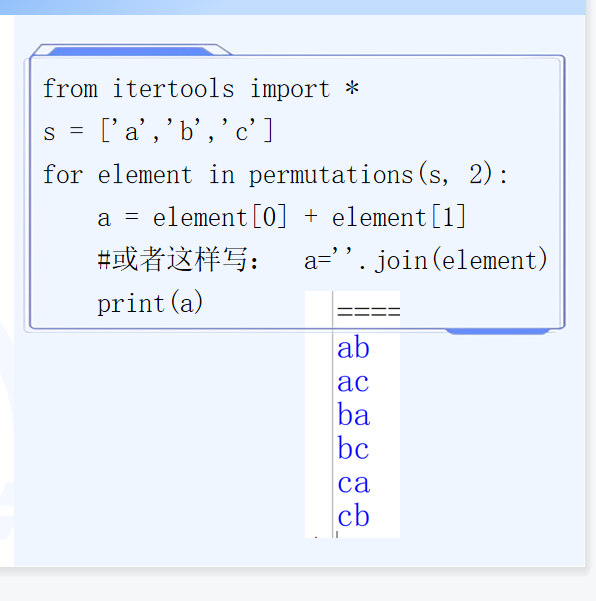 from itertools import *
s = ['a','b','c']
for element in permutations(s, 2):
    a = element[0] + element[1]
    #或者这样写:  a=''.join(element)
    print(a)
====
ab
ac
ba
bc
ca
cb